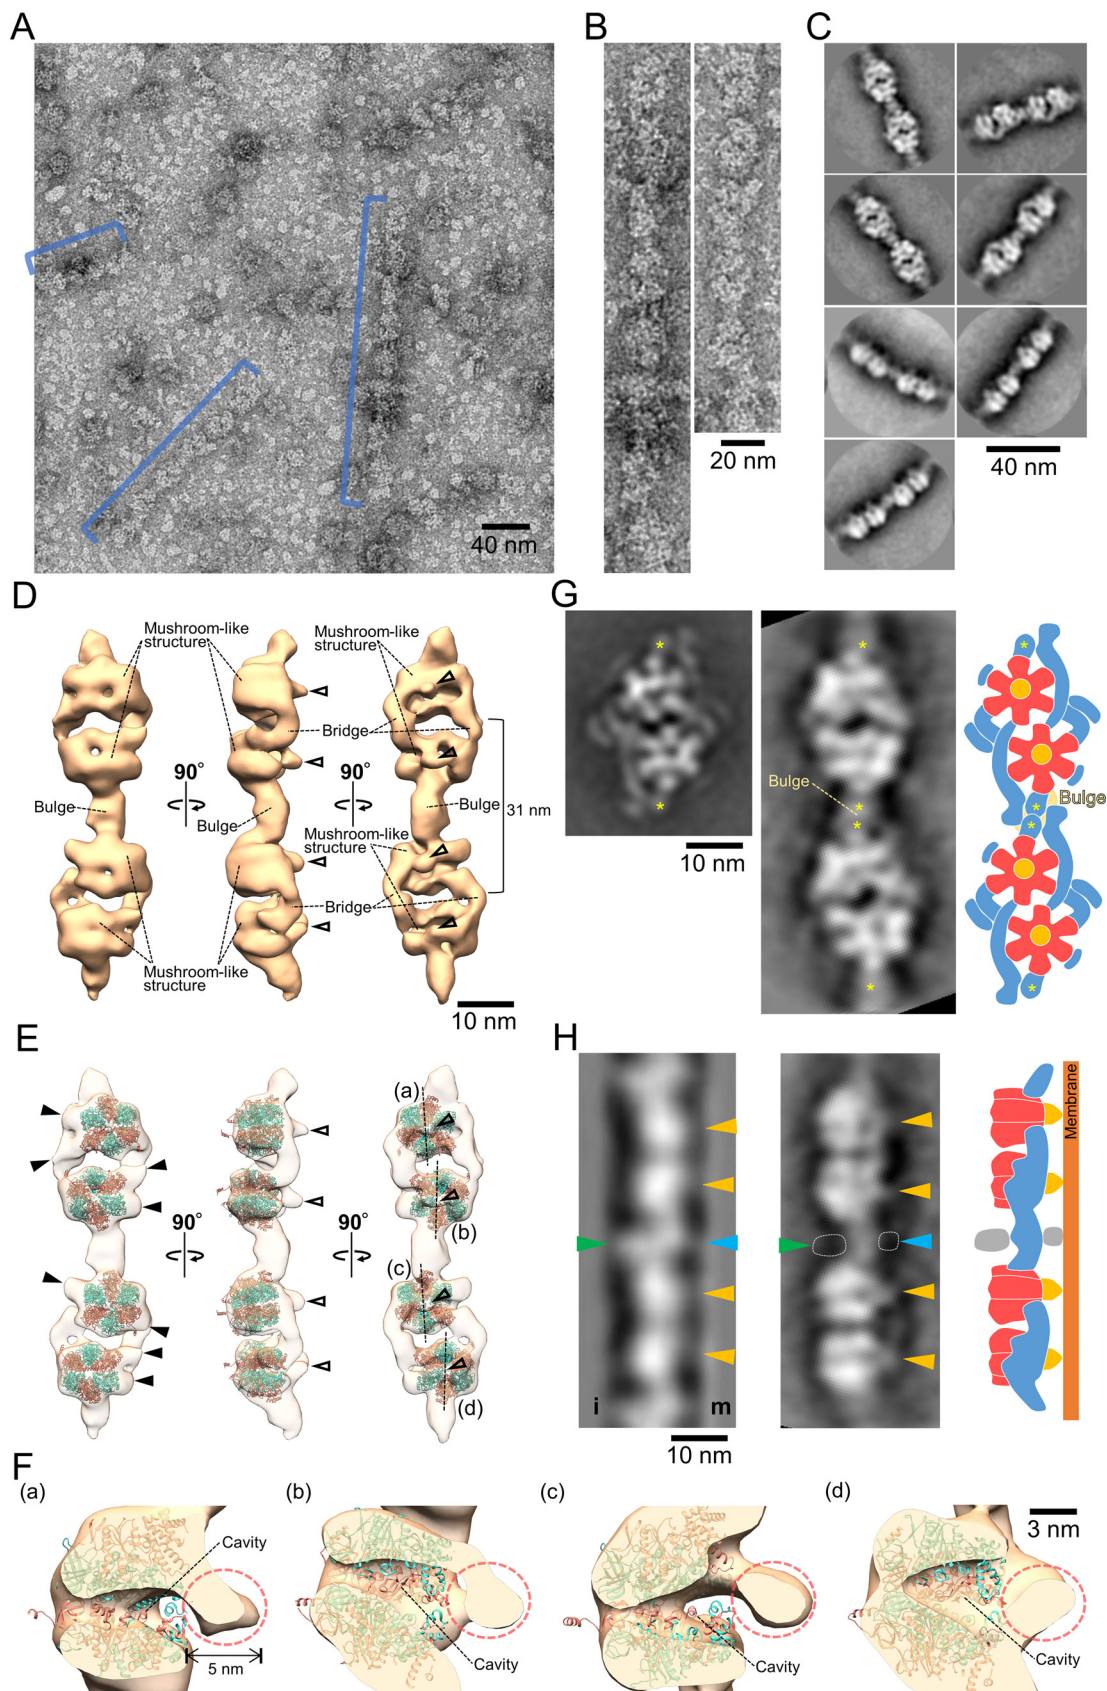 A
B
C
40 nm
20 nm
40 nm
D
Mushroom-like
structure
Mushroom-like
structure
Bridge
90°
90°
31 nm
Bulge
Bulge
Bulge
Mushroom-like
structure
Bridge
Mushroom-like
structure
10 nm
G
*
*
Bulge
*
*
*
*
*
Bulge
*
*
*
10 nm
E
(a)
(b)
90°
90°
(c)
(d)
H
Membrane
i
m
10 nm
F
(a)
(b)
(c)
(d)
3 nm
Cavity
5 nm
Cavity
Cavity
Cavity